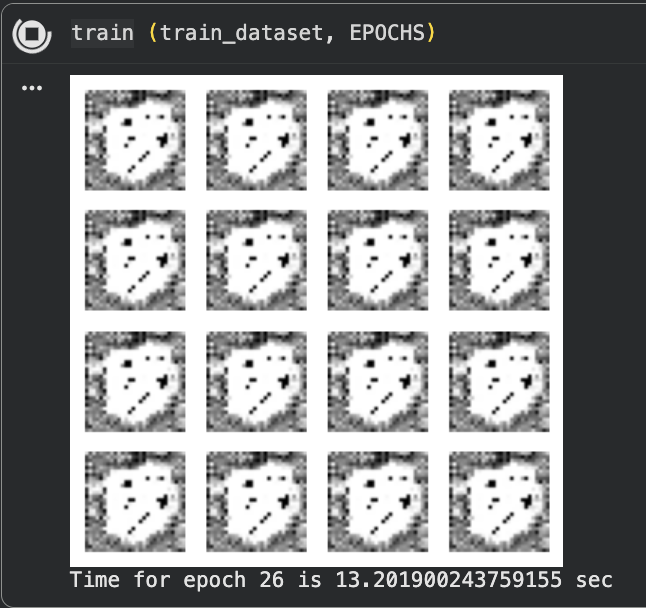 train (train_dataset, EPOCHS)
Time for epoch 26 is 13.201900243759155 sec